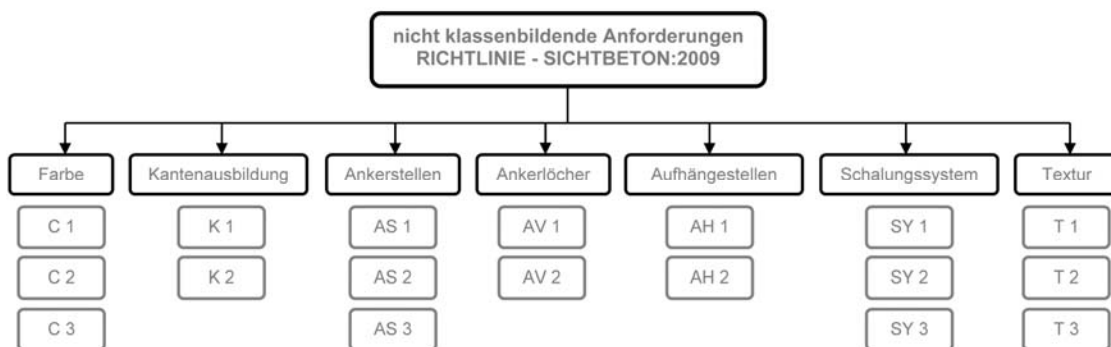 nicht klassenbildende Anforderungen
RICHTLINIE - SICHTBETON:2009
Farbe Kantenausbildung Ankerstellen Ankerlöcher Aufhängestellen Schalungssystem Textur
C 1 K 1 AS 1 AV 1 AH 1 SY 1 T 1
C 2 K 2 AS 2 AV 2 AH 2 SY 2 T 2
C 3 AS 3 SY 3 T 3